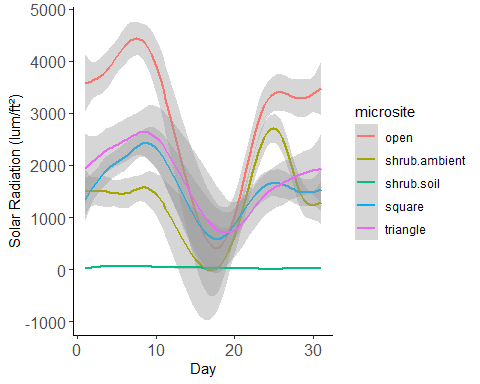 5000
4000
3000
2000
1000
0
-1000
Solar Radiation (lum/ft²)
0
10
20
30
Day
microsite
open
shrub.ambient
shrub.soil
square
triangle